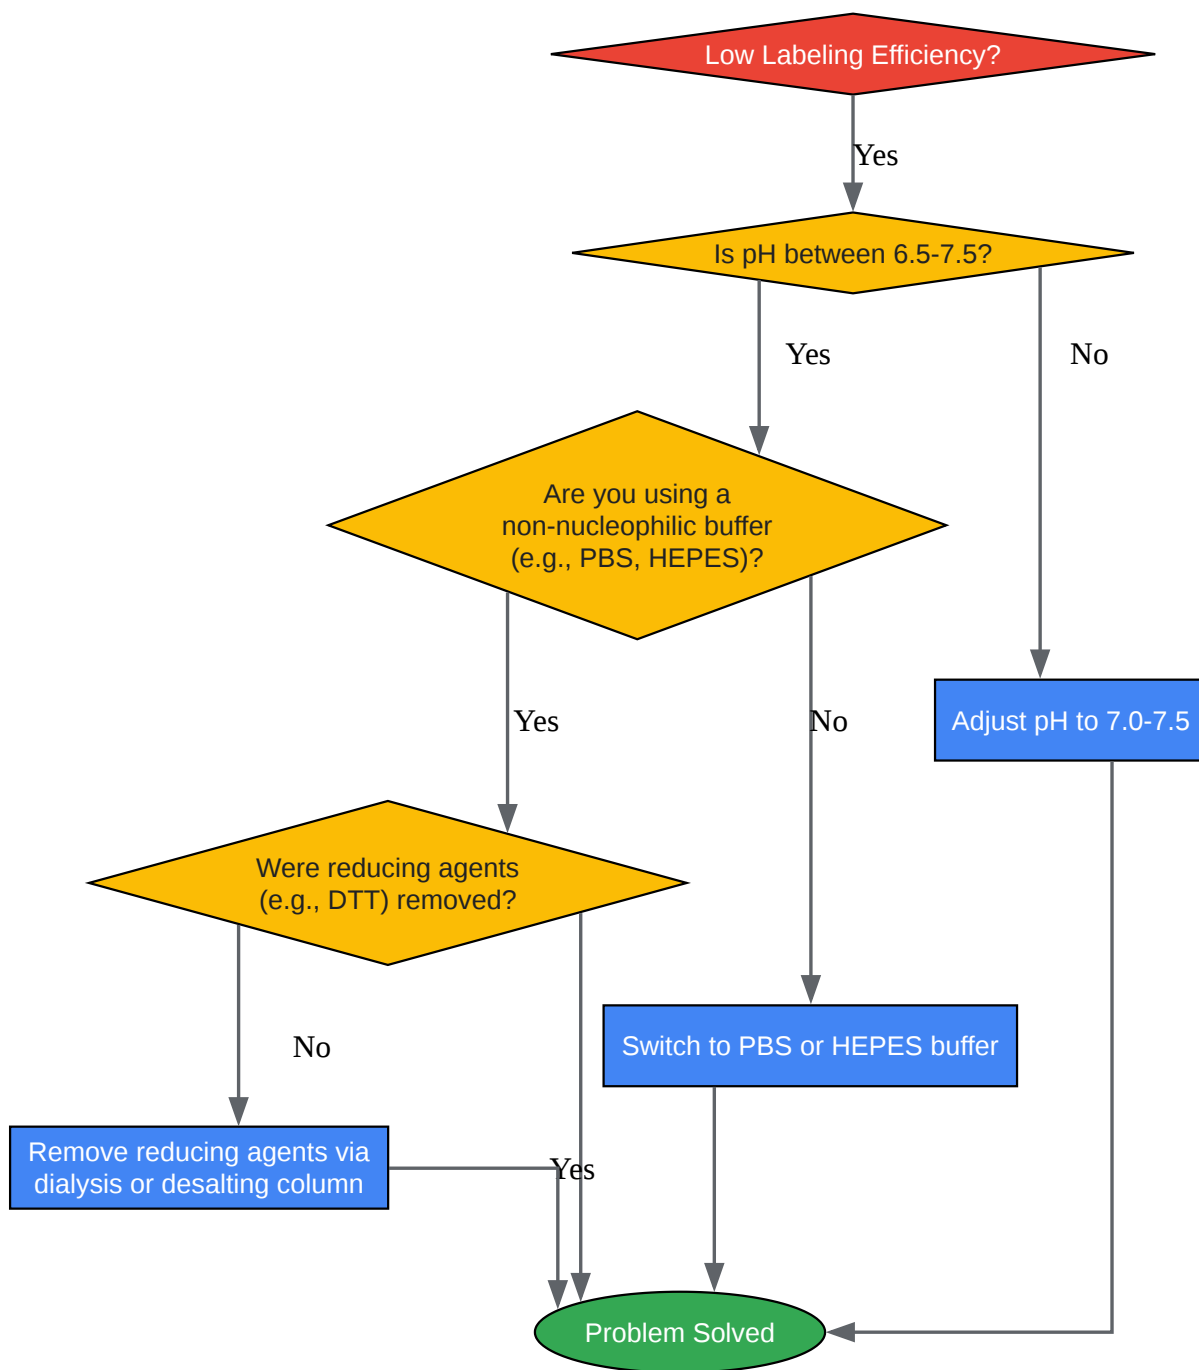 Low Labeling Efficiency?
Yes
Is pH between 6.5-7.5?
Yes
No
Are you using a
non-nucleophilic buffer
(e.g., PBS, HEPES)?
Yes
No
Adjust pH to 7.0-7.5
Were reducing agents
(e.g., DTT) removed?
No
Switch to PBS or HEPES buffer
Remove reducing agents via
dialysis or desalting column
Yes
Problem Solved